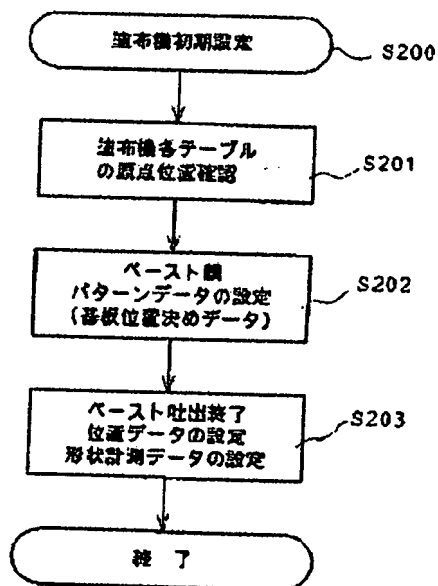 塗布機初期設定
S200
塗布機各テーブル
の原点位置確認
S201
ペースト膜
パターンデータの設定
(基板位置決めデータ)
S202
ペースト吐出終了
位置データの設定
形状計測データの設定
S203
終了